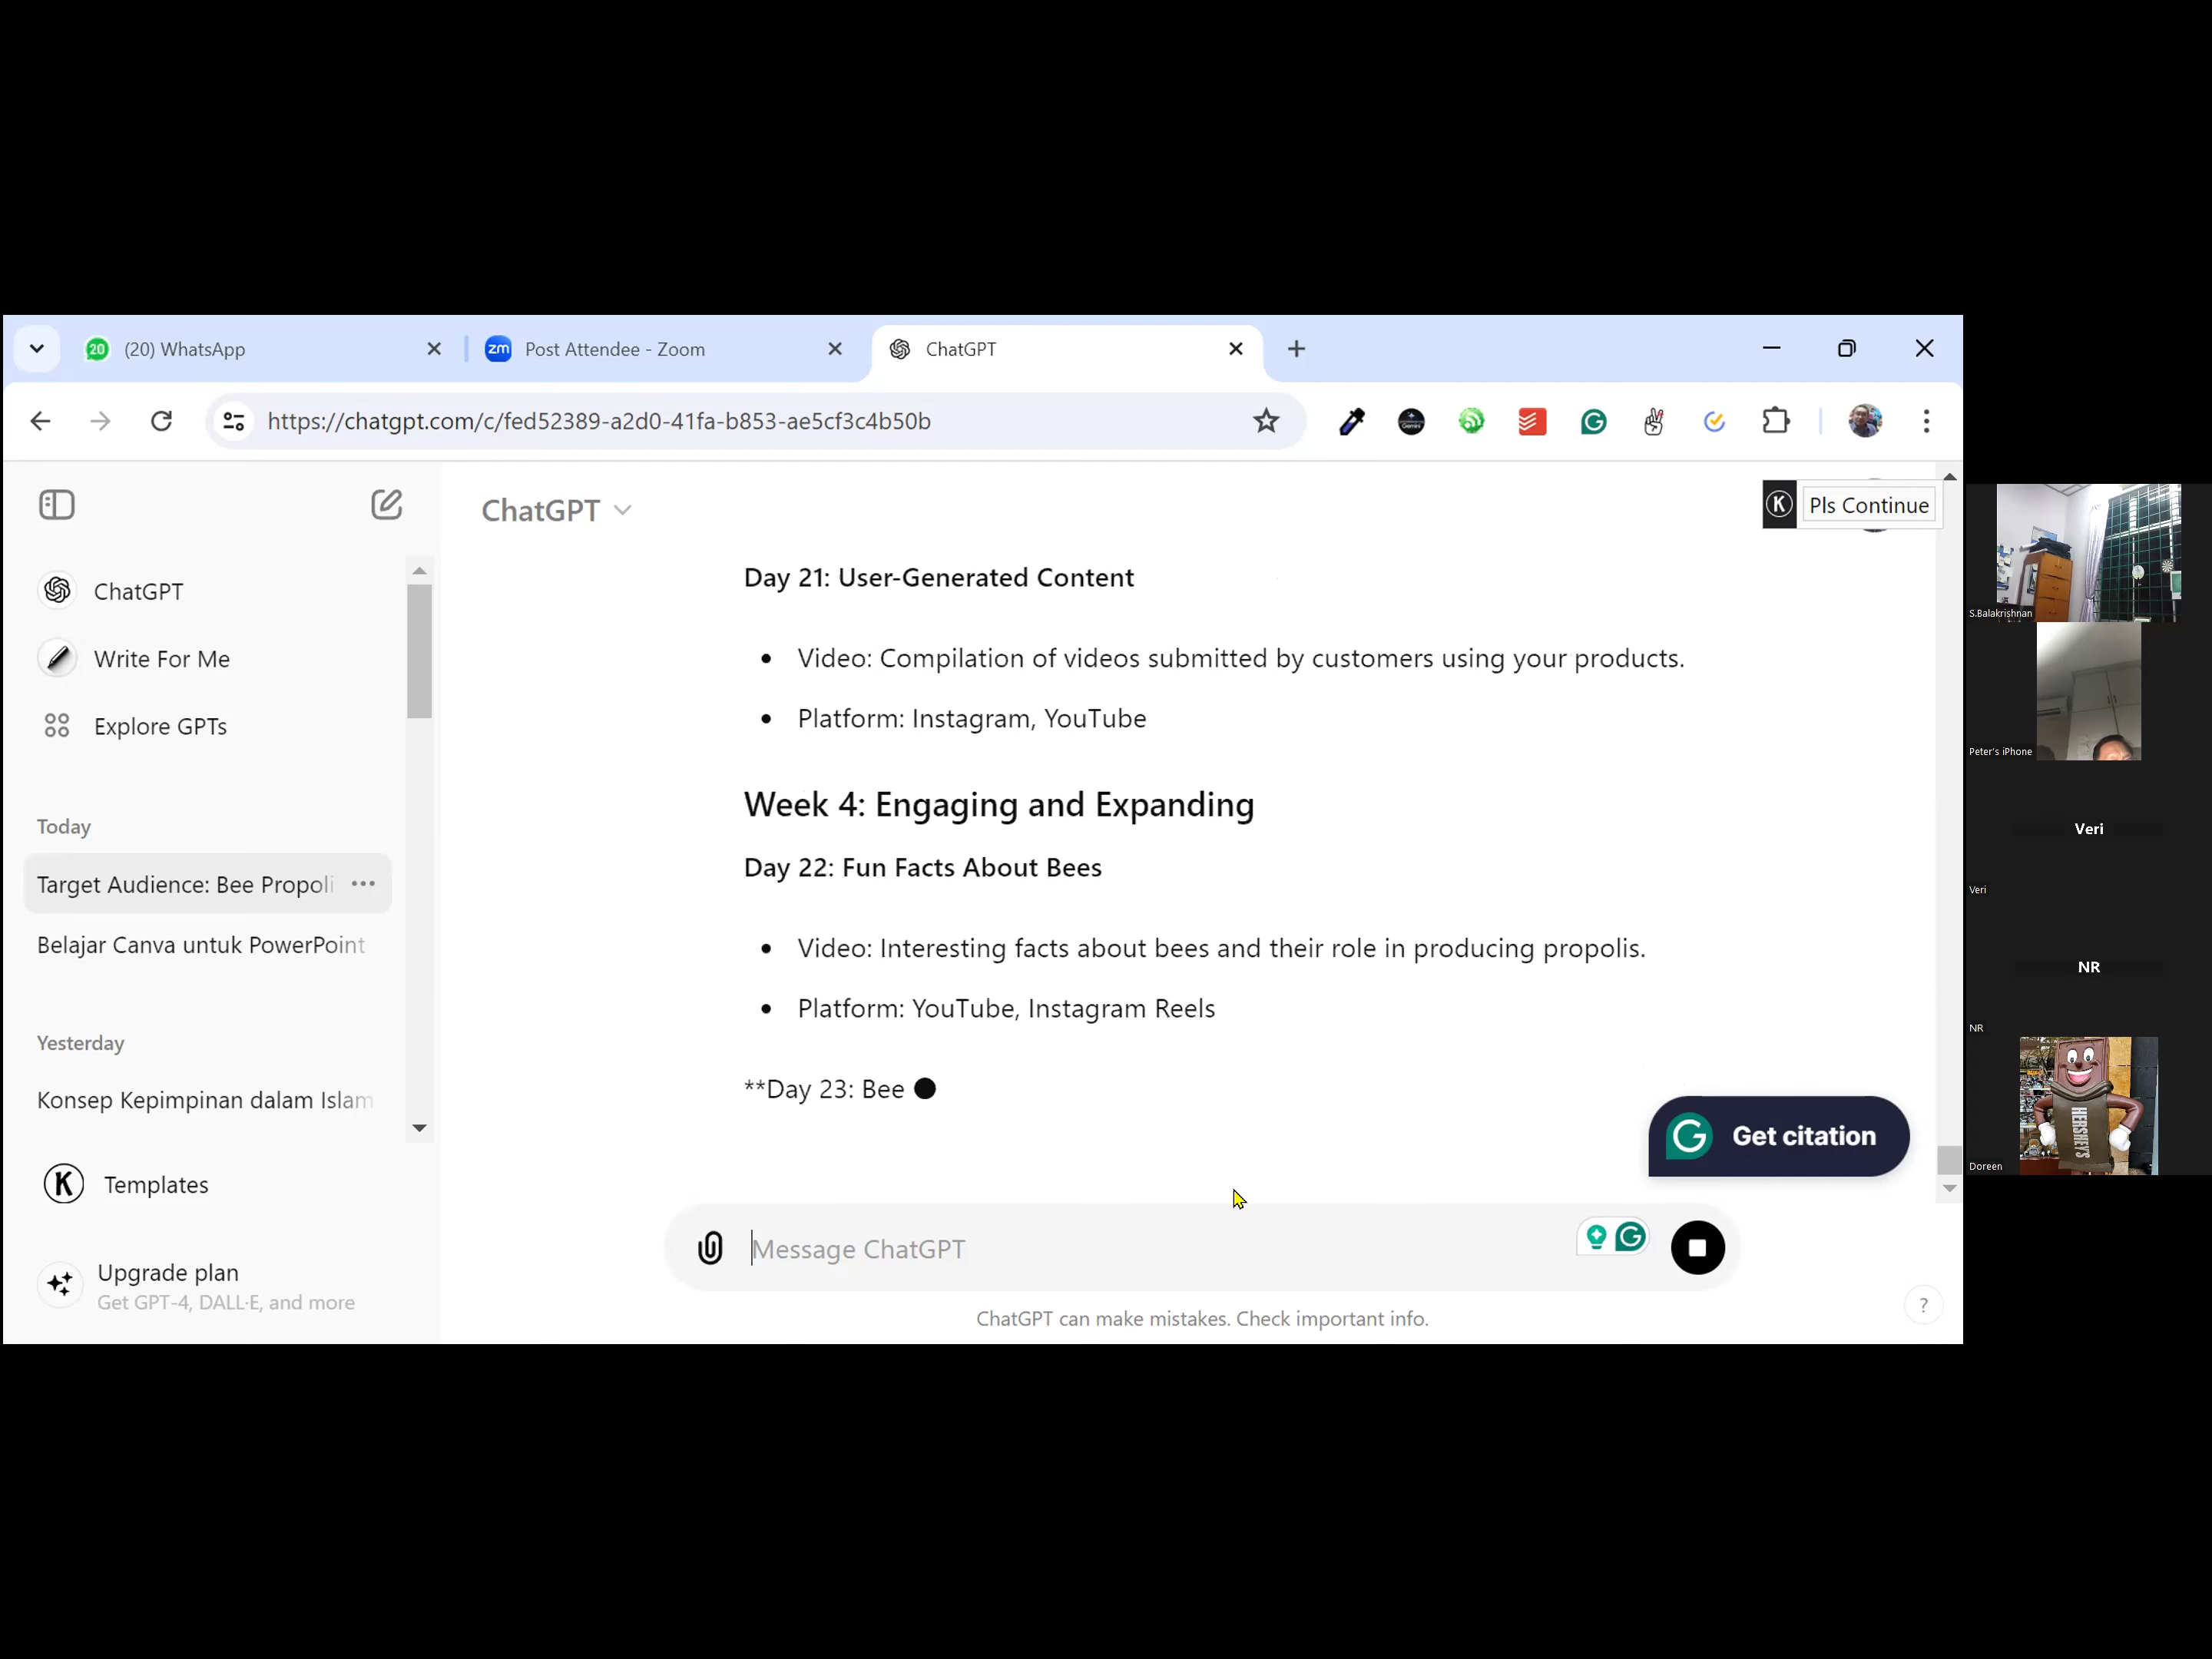 20
(20) WhatsApp
zm
Post Attendee - Zoom
ChatGPT
https://chatgpt.com/c/fed52389-a2d0-41fa-b853-ae5cf3c4b50b
Gemini
ChatGPT
K
Pls Continue
ChatGPT
Write For Me
Explore GPTs
Today
Target Audience: Bee Propoli
Belajar Canva untuk PowerPoint
Yesterday
Konsep Kepimpinan dalam Islam
K
Templates
Upgrade plan
Get GPT-4, DALL·E, and more
Day 21: User-Generated Content
• Video: Compilation of videos submitted by customers using your products.
• Platform: Instagram, YouTube
Week 4: Engaging and Expanding
Day 22: Fun Facts About Bees
• Video: Interesting facts about bees and their role in producing propolis.
• Platform: YouTube, Instagram Reels
**Day 23: Bee
Get citation
Message ChatGPT
ChatGPT can make mistakes. Check important info.
?
S.Balakrishnan
Peter's iPhone
Veri
Veri
NR
NR
HERSHEY'S
Doreen